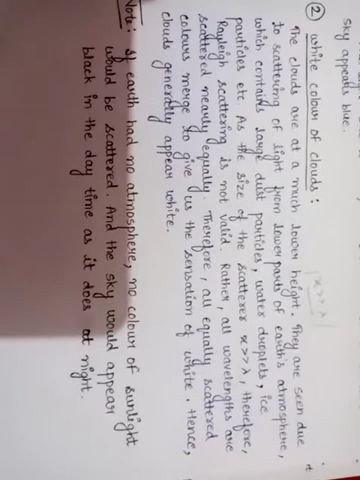 sky appears blue.
② White colour of clouds :
The clouds are at a much lower height. They are seen due
to scattering of light from lower parts of earth's atmosphere,
which contains large dust particles, water droplets, ice
particles etc As the size of the scatterer x >> λ, therefore,
Rayleigh scattering is not valid. Rather, all wavelengths are
scattered nearly equally. Therefore, all equally scattered
colours merge to give us the sensation of white. Hence,
clouds generally appear white.
Note: If earth had no atmosphere, no colour of sunlight
would be scattered. And the sky would appear
black in the day time as it does at night.